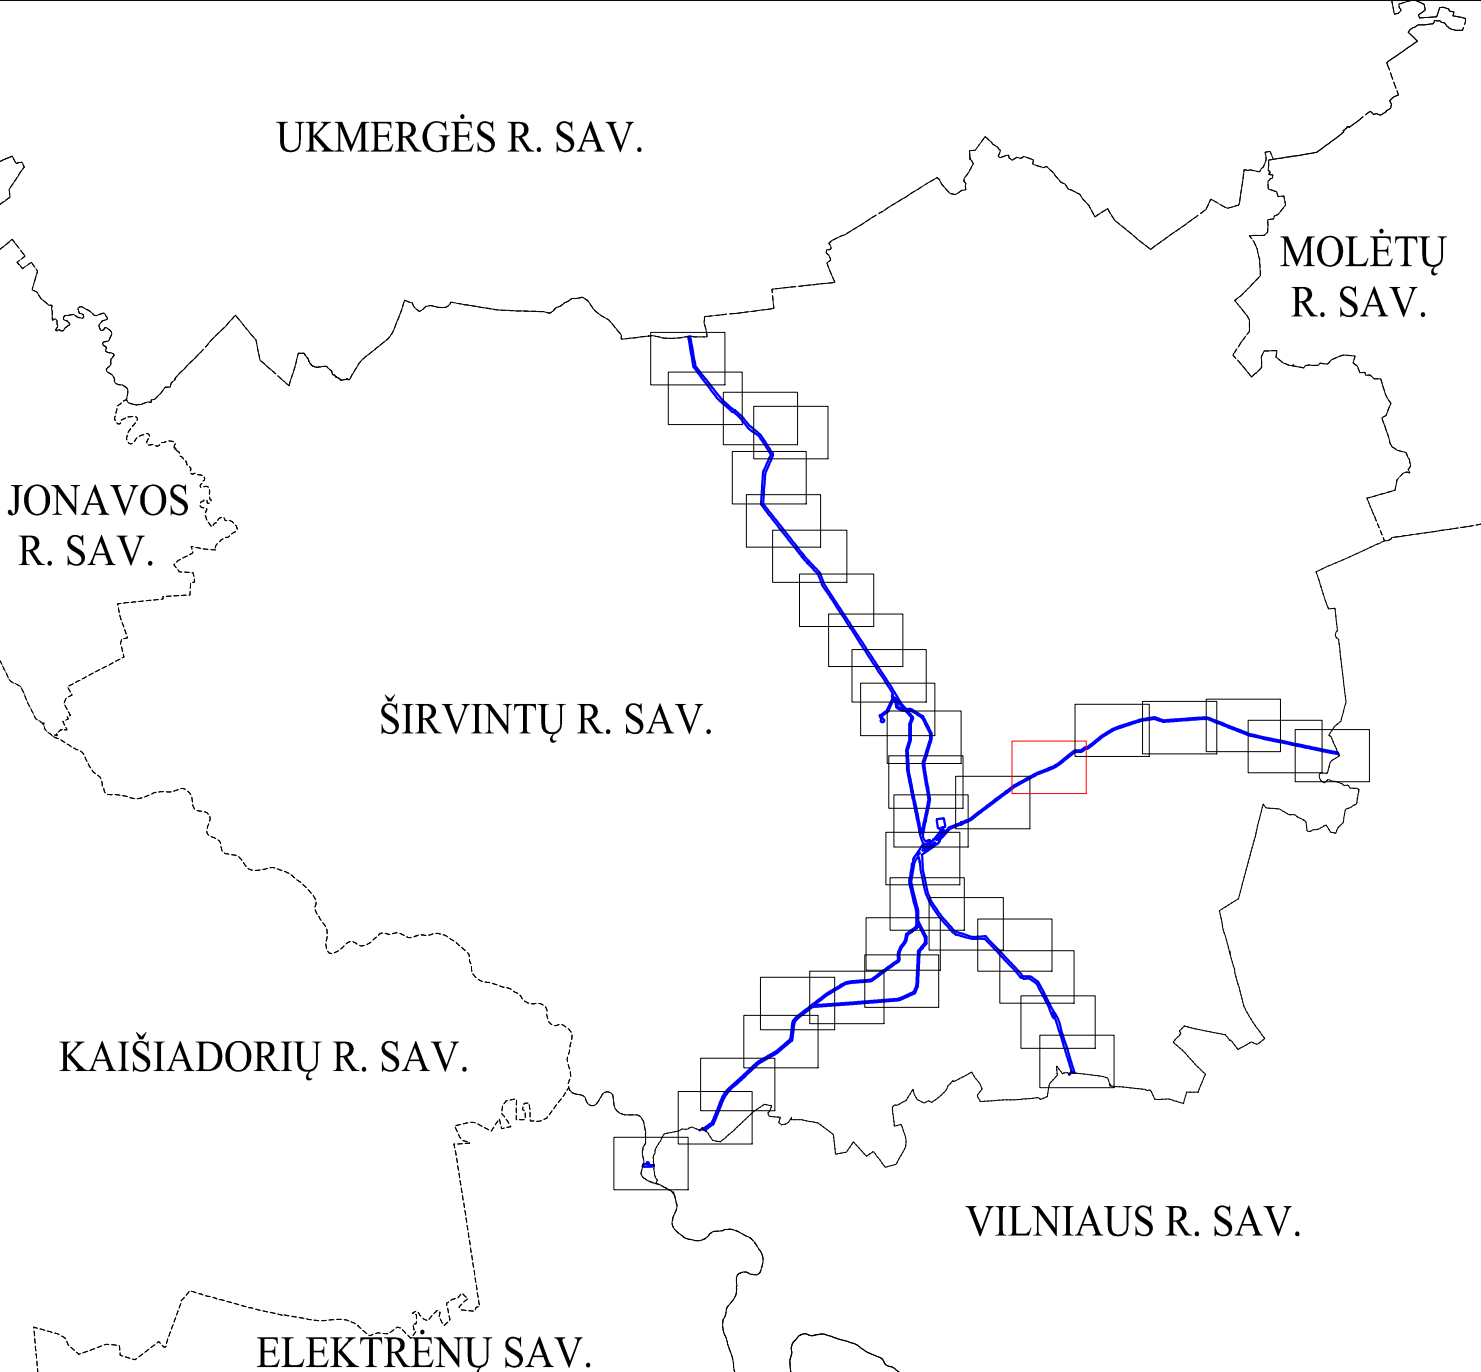 UKMERGĖS R. SAV.
MOLĖTŲ
R. SAV.
JONAVOS
R. SAV.
ŠIRVINTŲ R. SAV.
KAIŠIADORIŲ R. SAV.
VILNIAUS R. SAV.
ELEKTRĖNŲ SAV.